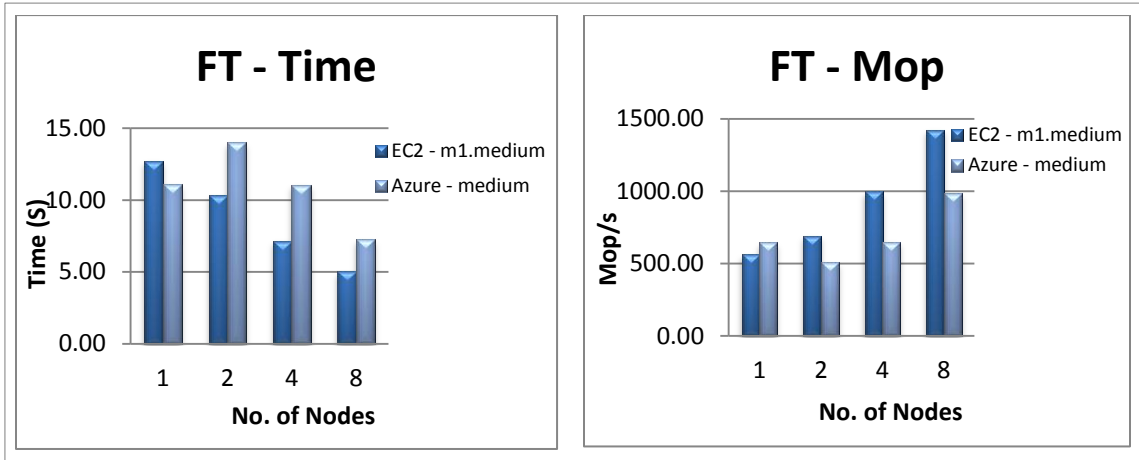 FT - Time
15.00
10.00
5.00
0.00
Time (S)
1 2 4 8
No. of Nodes
EC2 - m1.medium
Azure - medium
FT - Mop
1500.00
1000.00
500.00
0.00
Mop/s
1 2 4 8
No. of Nodes
EC2 - m1.medium
Azure - medium